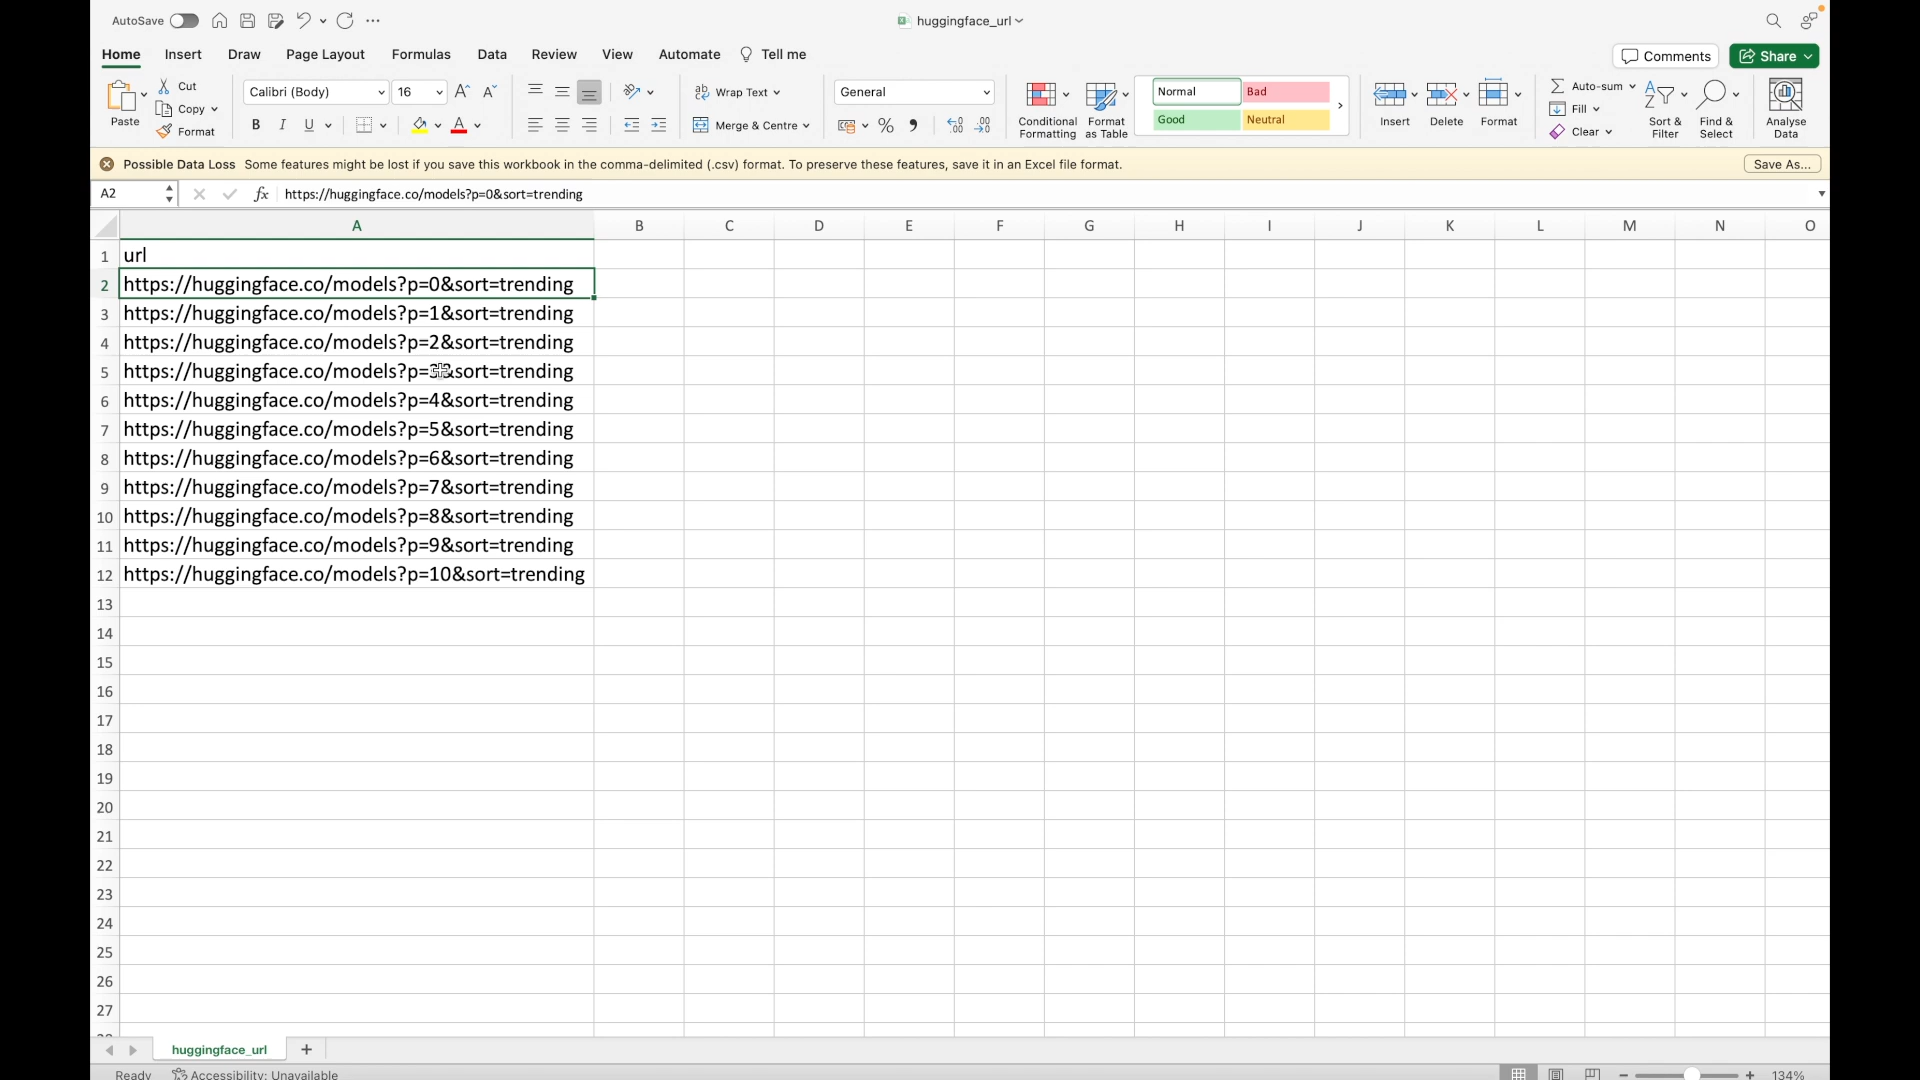 AutoSave
huggingface_url
Home Insert Draw Page Layout Formulas Data Review View Automate Tell me
Comments Share
Paste
Cut
Copy
Format
Calibri (Body) 16
B I U
Wrap Text
Merge & Centre
General
Conditional Formatting
Format as Table
Normal Bad
Good Neutral
Insert Delete Format
Auto-sum
Fill
Clear
Sort & Filter
Find & Select
Analyse Data
Possible Data Loss Some features might be lost if you save this workbook in the comma-delimited (.csv) format. To preserve these features, save it in an Excel file format. Save As...
A2 fx https://huggingface.co/models?p=0&sort=trending
A B C D E F G H I J K L M N O
1 url
2 https://huggingface.co/models?p=0&sort=trending
3 https://huggingface.co/models?p=1&sort=trending
4 https://huggingface.co/models?p=2&sort=trending
5 https://huggingface.co/models?p=3&sort=trending
6 https://huggingface.co/models?p=4&sort=trending
7 https://huggingface.co/models?p=5&sort=trending
8 https://huggingface.co/models?p=6&sort=trending
9 https://huggingface.co/models?p=7&sort=trending
10 https://huggingface.co/models?p=8&sort=trending
11 https://huggingface.co/models?p=9&sort=trending
12 https://huggingface.co/models?p=10&sort=trending
13
14
15
16
17
18
19
20
21
22
23
24
25
26
27
huggingface_url
Ready Accessibility: Unavailable 134%